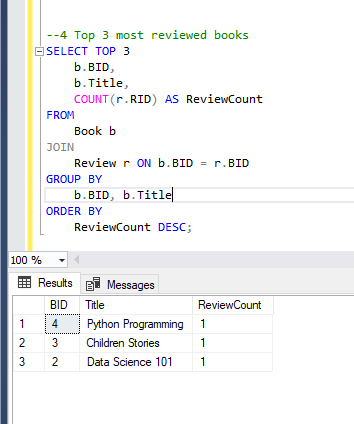 --4 Top 3 most reviewed books
SELECT TOP 3
b.BID,
b.Title,
COUNT(r.RID) AS ReviewCount
FROM
Book b
JOIN
Review r ON b.BID = r.BID
GROUP BY
b.BID, b.Title
ORDER BY
ReviewCount DESC;
100 %
Results Messages
BID Title ReviewCount
1 4 Python Programming 1
2 3 Children Stories 1
3 2 Data Science 101 1